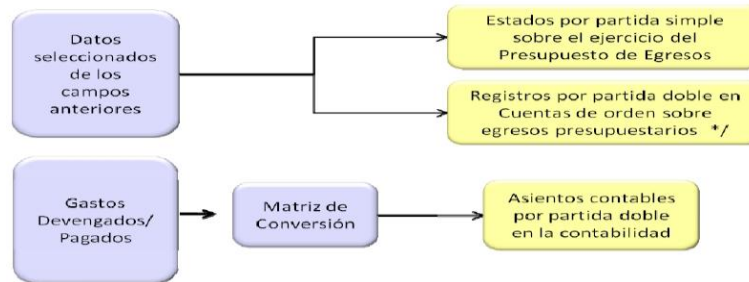 Datos
seleccionados
de los
campos
anteriores
Estados por partida simple
sobre el ejercicio del
Presupuesto de Egresos
Registros por partida doble en
Cuentas de orden sobre
egresos presupuestarios */
Gastos
Devengados/
Pagados
Matriz de
Conversión
Asientos contables
por partida doble
en la contabilidad